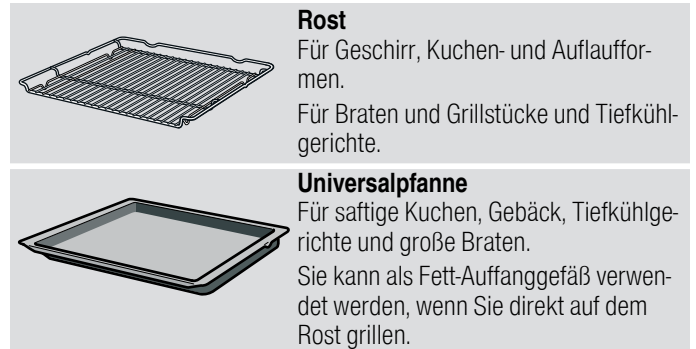 Rost
Für Geschirr, Kuchen- und Auflauffor-
men.
Für Braten und Grillstücke und Tiefkühl-
gerichte.
Universalpfanne
Für saftige Kuchen, Gebäck, Tiefkühlge-
richte und große Braten.
Sie kann als Fett-Auffanggefäß verwen-
det werden, wenn Sie direkt auf dem
Rost grillen.